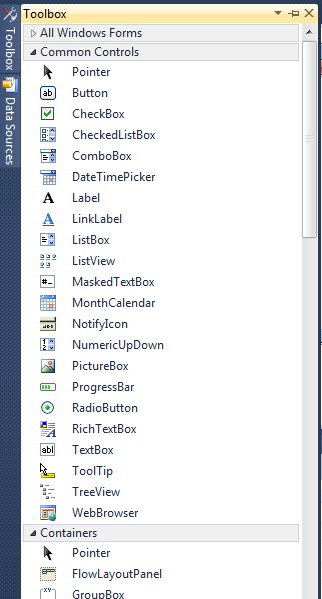 Toolbox
Toolbox
Data Sources
All Windows Forms
Common Controls
Pointer
Button
CheckBox
CheckedListBox
ComboBox
DateTimePicker
Label
LinkLabel
ListBox
ListView
MaskedTextBox
MonthCalendar
NotifyIcon
NumericUpDown
PictureBox
ProgressBar
RadioButton
RichTextBox
TextBox
ToolTip
TreeView
WebBrowser
Containers
Pointer
FlowLayoutPanel
GroupBox